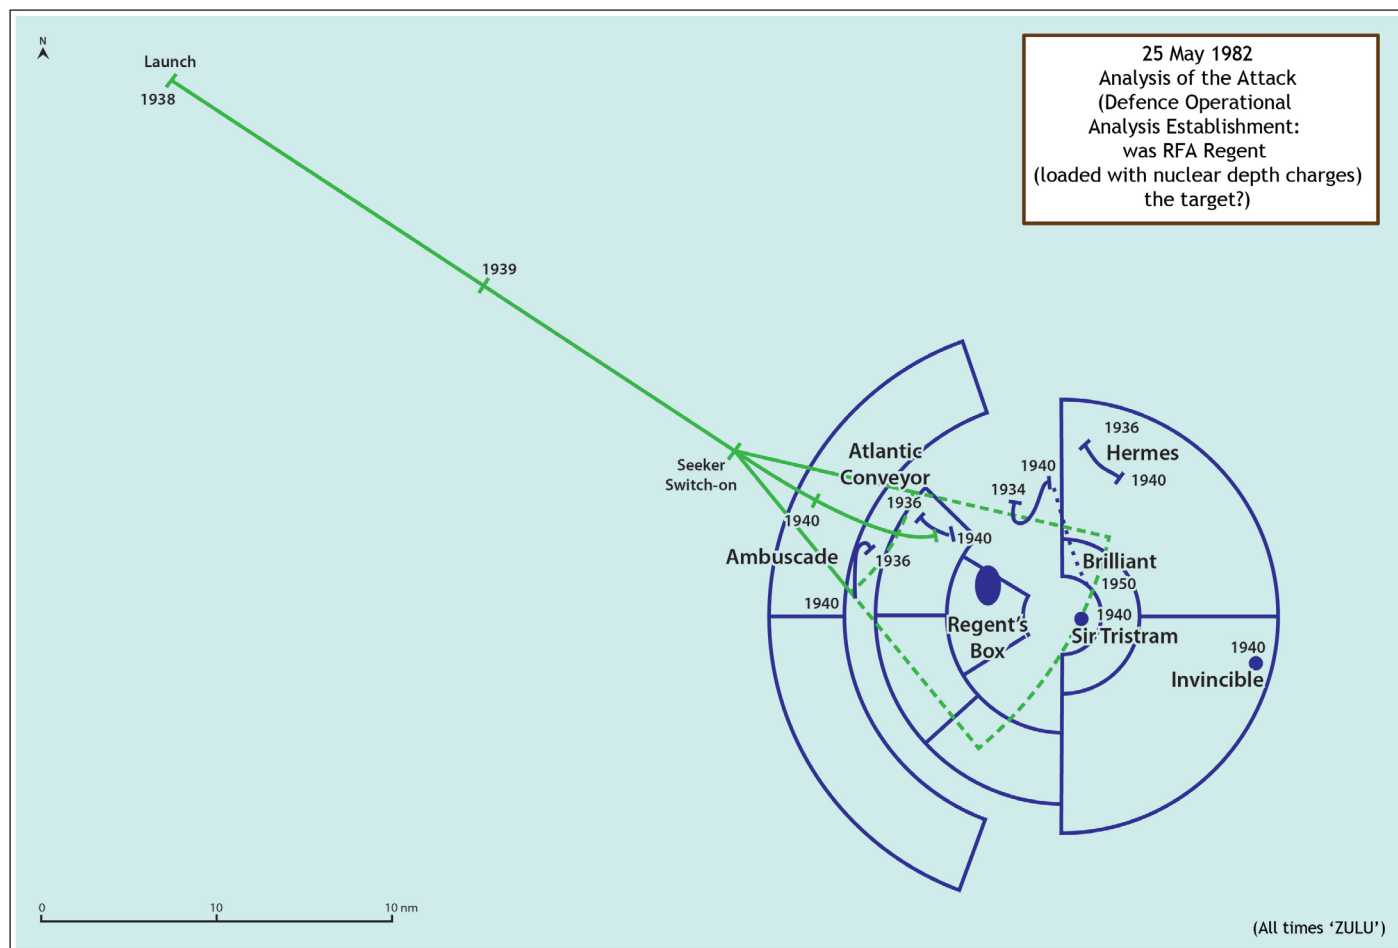 N
Launch
1938
25 May 1982
Analysis of the Attack
(Defence Operational
Analysis Establishment:
was RFA Regent
(loaded with nuclear depth charges)
the target?)
1939
Seeker
Switch-on
1940
Atlantic
Conveyor
1936
1940
Ambuscade
1936
1940
1940
1934
1936
Hermes
1940
Brilliant
1950
1940
Sir Tristram
Regent's
Box
1940
Invincible
0
10
10 nm
(All times ‘ZULU’)